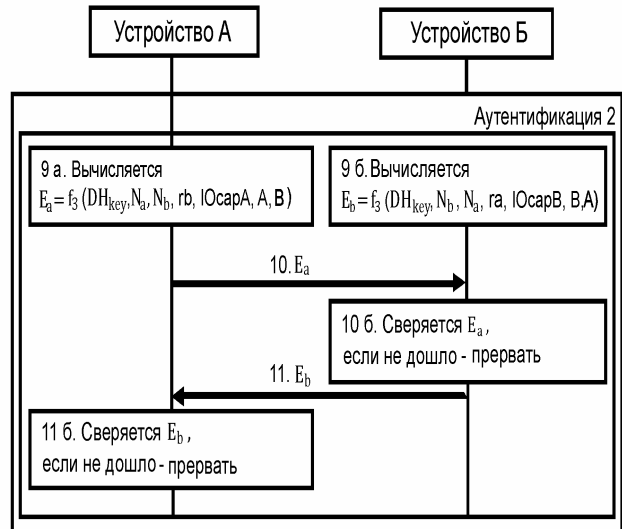 Устройство А
Устройство Б
Аутентификация 2
9 а. Вычисляется
Eₐ = f₃ (DHkey, Nₐ, Nb, rb, IOcapA, A, B)
9 б. Вычисляется
Eb = f₃ (DHkey, Nb, Nₐ, ra, IOcapB, B,A)
10. Eₐ
10 б. Сверяется Eₐ ,
если не дошло - прервать
11. Eb
11 б. Сверяется Eb ,
если не дошло - прервать